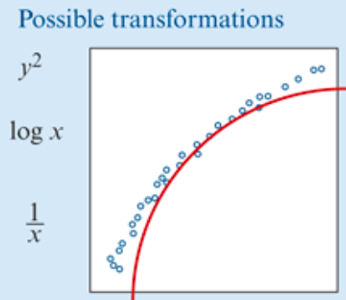 Possible transformations
y²
log x
1/x